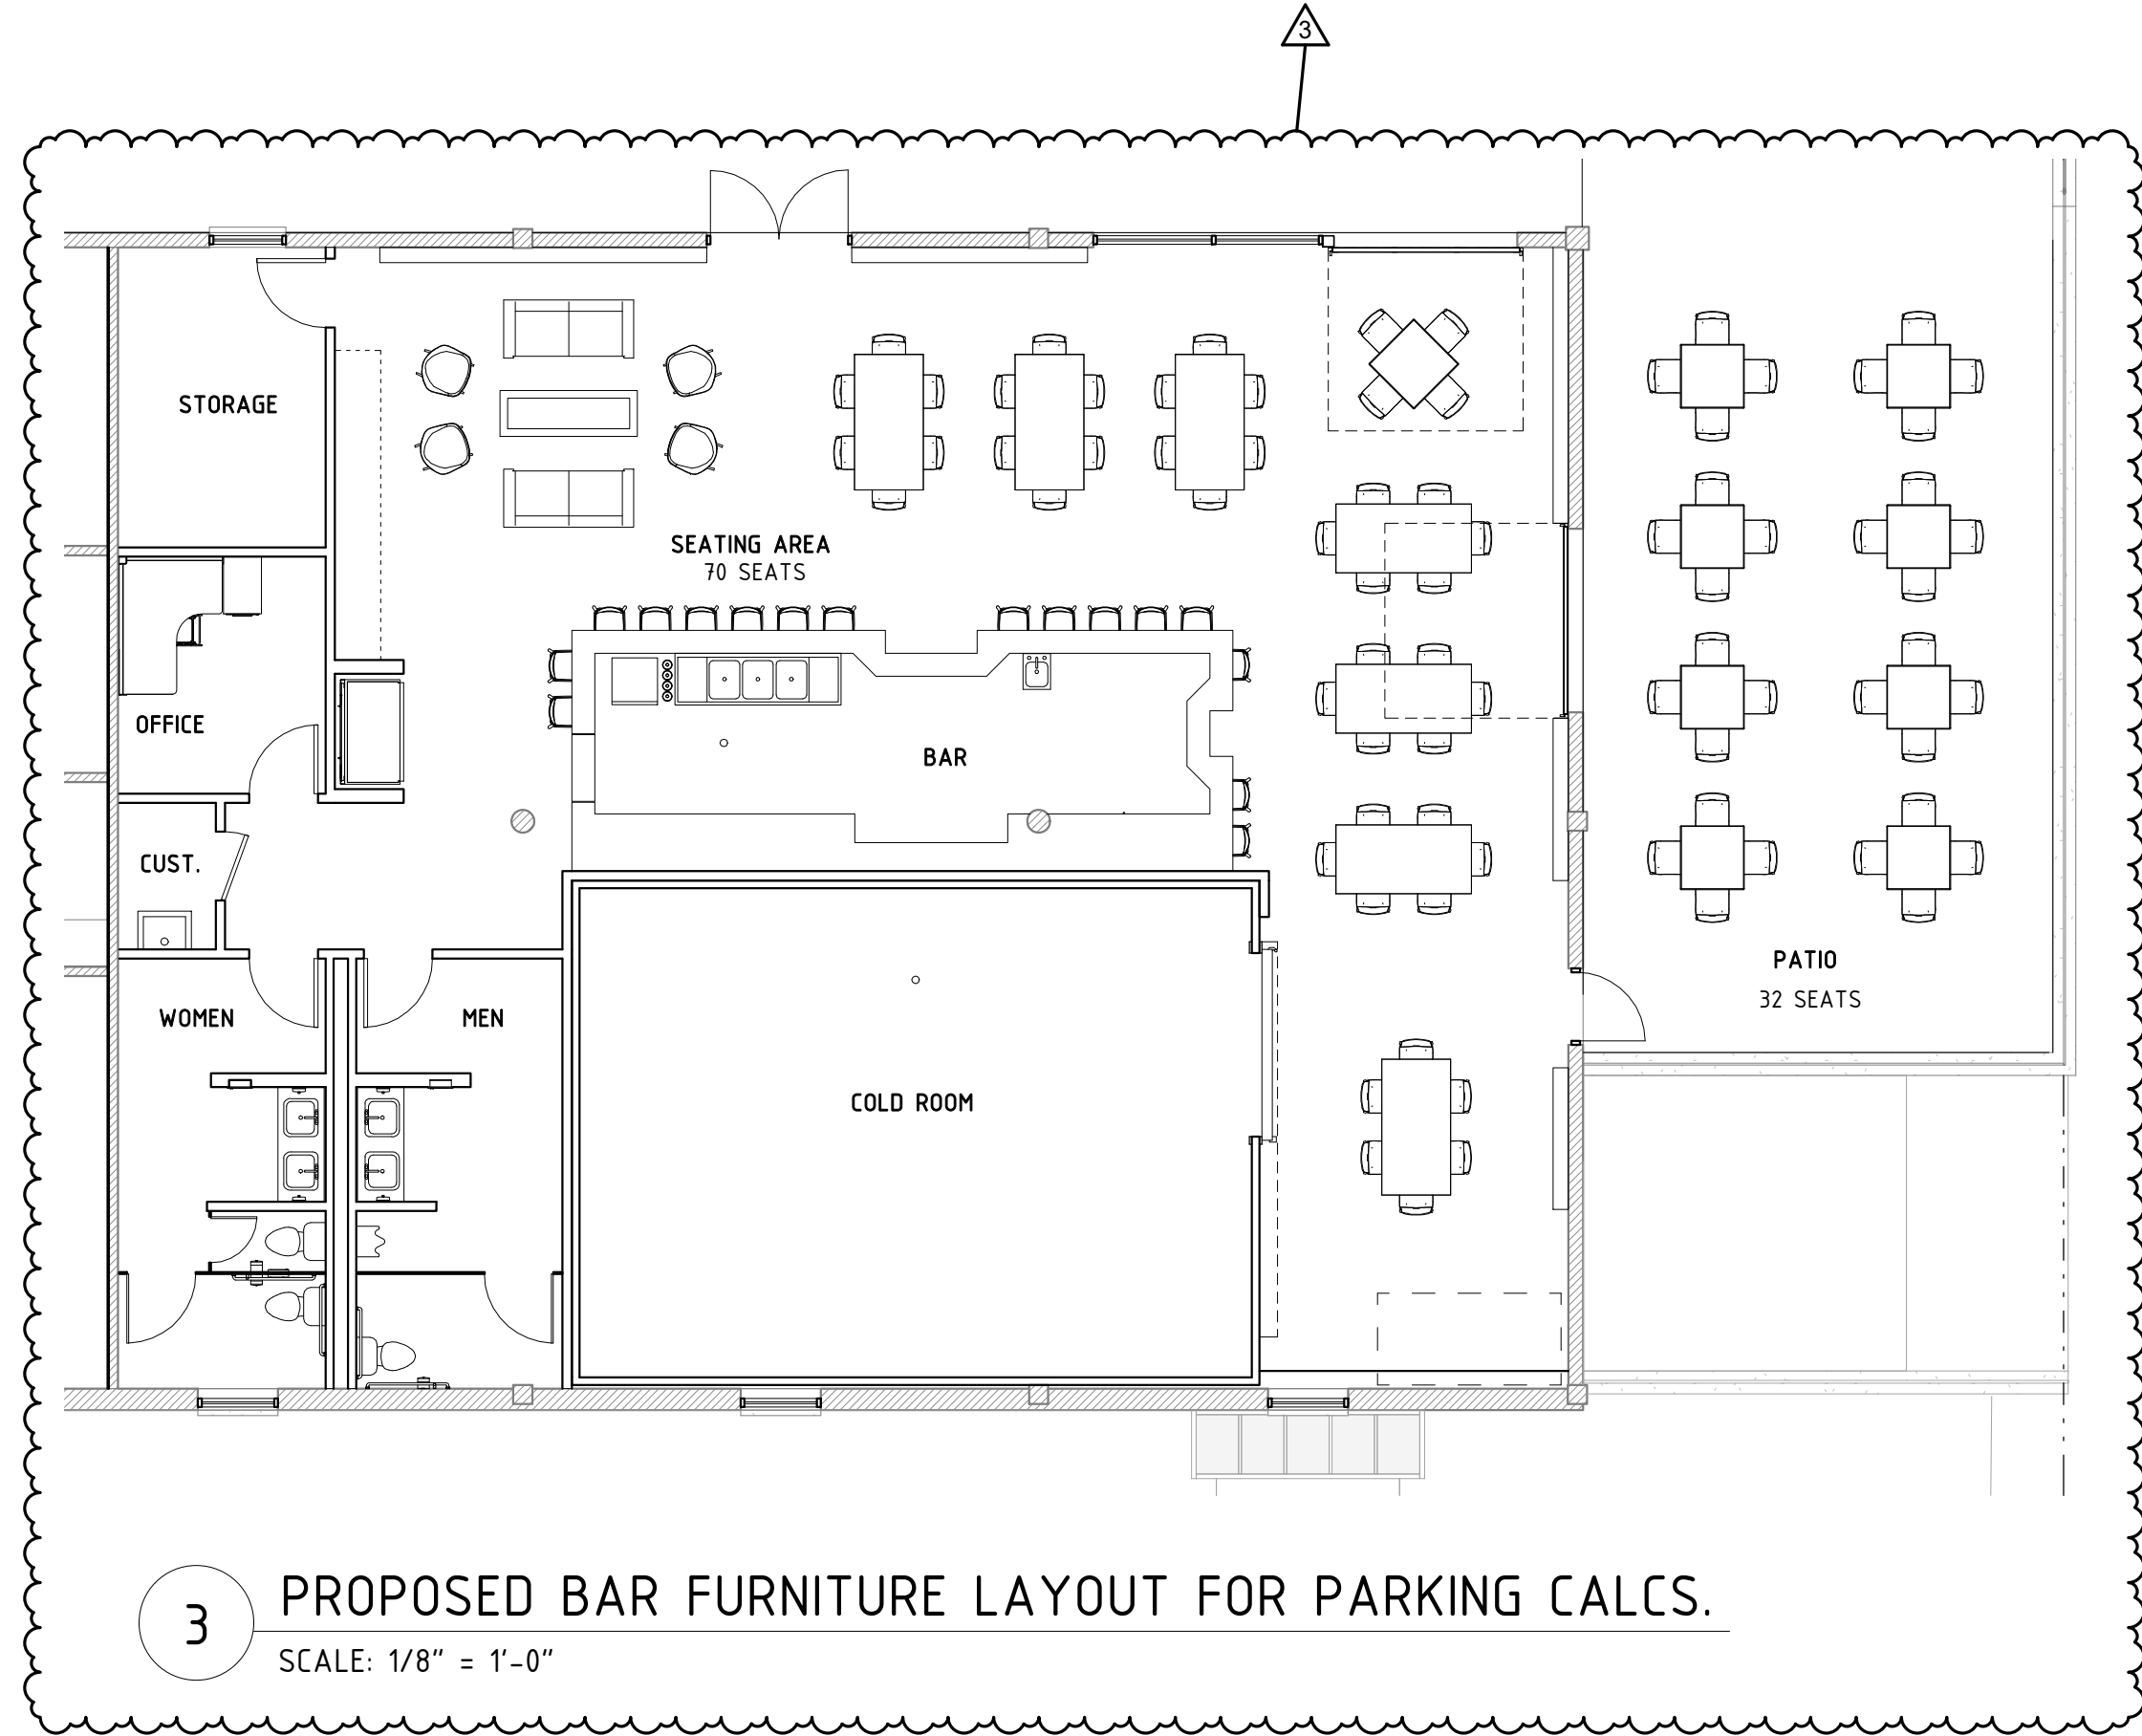 3
STORAGE
SEATING AREA
70 SEATS
OFFICE
BAR
CUST.
PATIO
32 SEATS
WOMEN
MEN
COLD ROOM
3
PROPOSED BAR FURNITURE LAYOUT FOR PARKING CALCS.
SCALE: 1/8" = 1'-0"